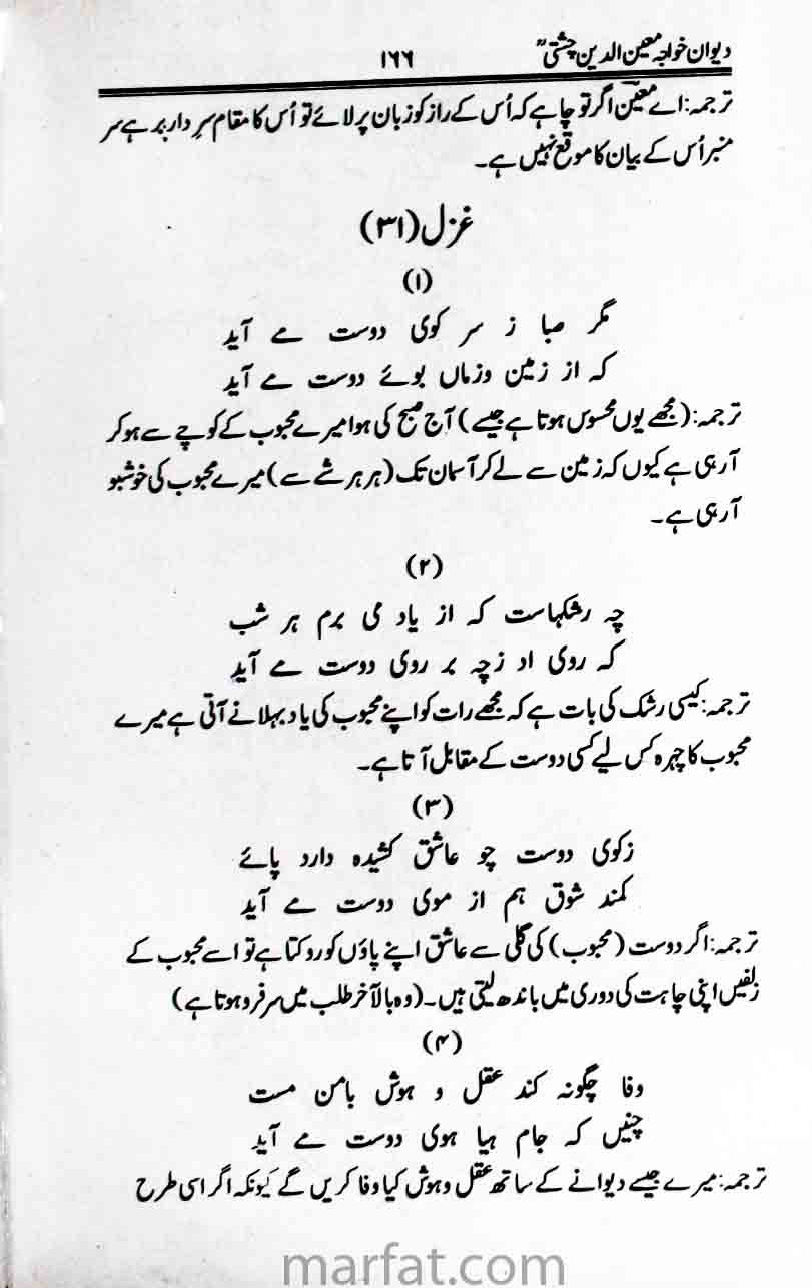 دیوان خواجہ معین الدین چشتیؒ ۱۶۶
ترجمہ: اے معینؔ اگر تو چاہے کہ اُس کے راز کو زبان پر لائے تو اُس کا مقام سرِ دار پر ہے سر
منبر اُس کے بیان کا موقع نہیں ہے۔
غزل (۳۱)
(۱)
مگر صبا ز سر کوی دوست مے آید
کہ از زمین وزماں بوئے دوست مے آید
ترجمہ: (مجھے یوں محسوس ہوتا ہے جیسے) آج صبح کی ہوا میرے محبوب کے کوچے سے ہو کر
آ رہی ہے کیوں کہ زمین سے لے کر آسمان تک (ہر ہر شے سے) میرے محبوب کی خوشبو
آ رہی ہے۔
(۲)
چہ رشکہاست کہ از یاد می برم ہر شب
کہ روی او زچہ بر روی دوست مے آید
ترجمہ: کیسی رشک کی بات ہے کہ مجھے رات کو اپنے محبوب کی یاد بہلانے آتی ہے میرے
محبوب کا چہرہ کس لیے کسی دوست کے مقابل آتا ہے۔
(۳)
زکوی دوست چو عاشق کشیدہ دارد پائے
کمند شوق ہم از موی دوست مے آید
ترجمہ: اگر دوست (محبوب) کی گلی سے عاشق اپنے پاؤں کو روکتا ہے تو اسے محبوب کے
زلفیں اپنی چاہت کی دوری میں باندھ لیتی ہیں۔ (وہ بالآخر طلب میں سرفرو ہوتا ہے)
(۴)
وفا چگونہ کند عقل و ہوش بامن مست
چنیں کہ جام بیا ہوی دوست مے آید
ترجمہ: میرے جیسے دیوانے کے ساتھ عقل و ہوش کیا وفا کریں گے کیونکہ اگر اسی طرح
marfat.com